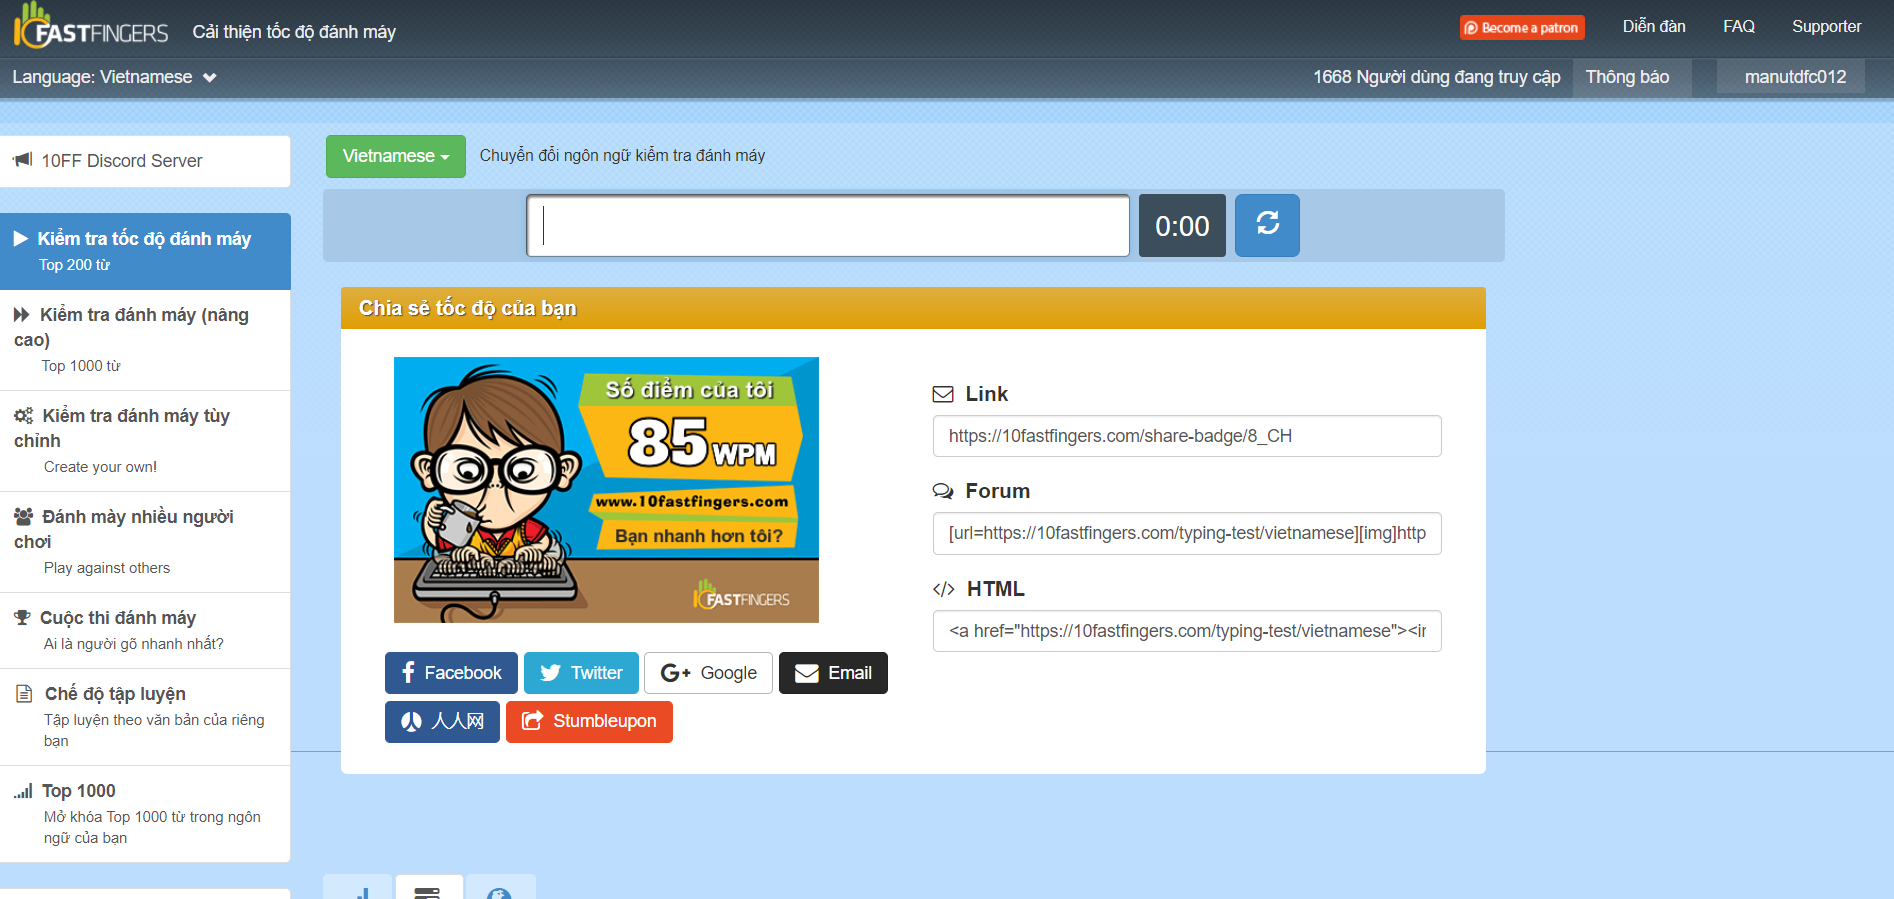 10FASTFINGERS
Cải thiện tốc độ đánh máy
Become a patron
Diễn đàn
FAQ
Supporter
Language: Vietnamese
1668 Người dùng đang truy cập
Thông báo
manutdfc012
10FF Discord Server
Kiểm tra tốc độ đánh máy
Top 200 từ
Kiểm tra đánh máy (nâng
cao)
Top 1000 từ
Kiểm tra đánh máy tùy
chỉnh
Create your own!
Đánh mày nhiều người
chơi
Play against others
Cuộc thi đánh máy
Ai là người gõ nhanh nhất?
Chế độ tập luyện
Tập luyện theo văn bản của riêng
bạn
Top 1000
Mở khóa Top 1000 từ trong ngôn
ngữ của bạn
Vietnamese
Chuyển đổi ngôn ngữ kiểm tra đánh máy
0:00
Chia sẻ tốc độ của bạn
Số điểm của tôi
85 WPM
www.10fastfingers.com
Bạn nhanh hơn tôi?
10FASTFINGERS
Facebook
Twitter
G+ Google
Email
人人网
Stumbleupon
Link
https://10fastfingers.com/share-badge/8_CH
Forum
[url=https://10fastfingers.com/typing-test/vietnamese][img]http
</> HTML
<a href="https://10fastfingers.com/typing-test/vietnamese"><ir